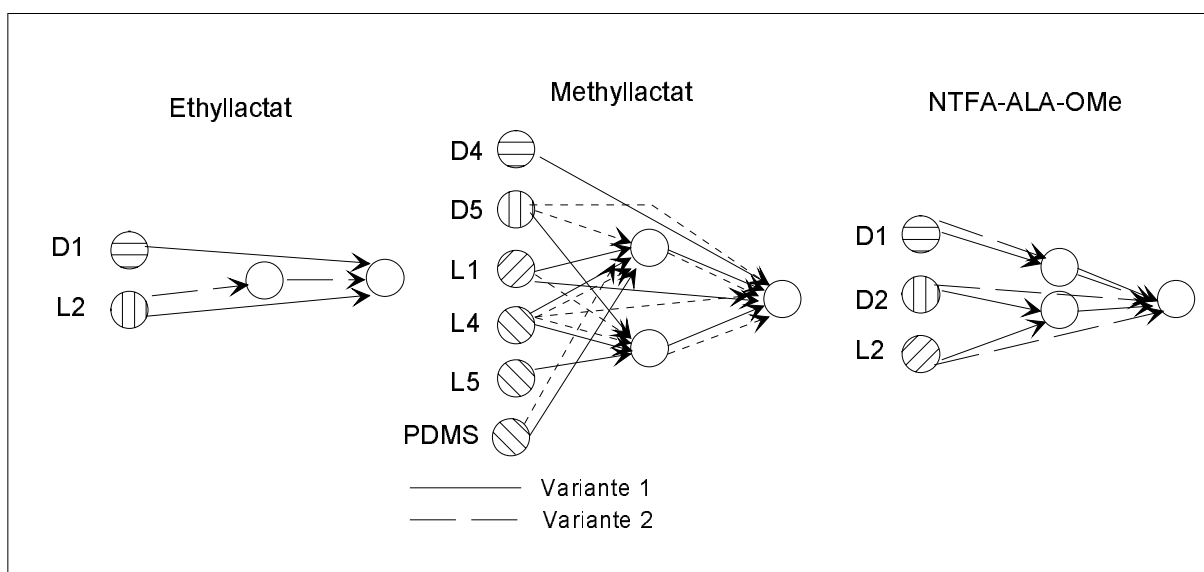 Ethyllactat
D1
L2
Methyllactat
D4
D5
L1
L4
L5
PDMS
NTFA-ALA-OMe
D1
D2
L2
Variante 1
Variante 2